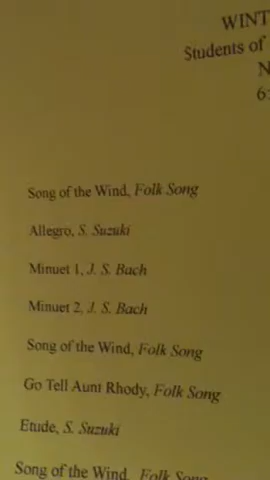 WINT
Students of
N
6:
Song of the Wind, Folk Song
Allegro, S. Suzuki
Minuet 1, J. S. Bach
Minuet 2, J. S. Bach
Song of the Wind, Folk Song
Go Tell Aunt Rhody, Folk Song
Etude, S. Suzuki
Song of the Wind, Folk Song